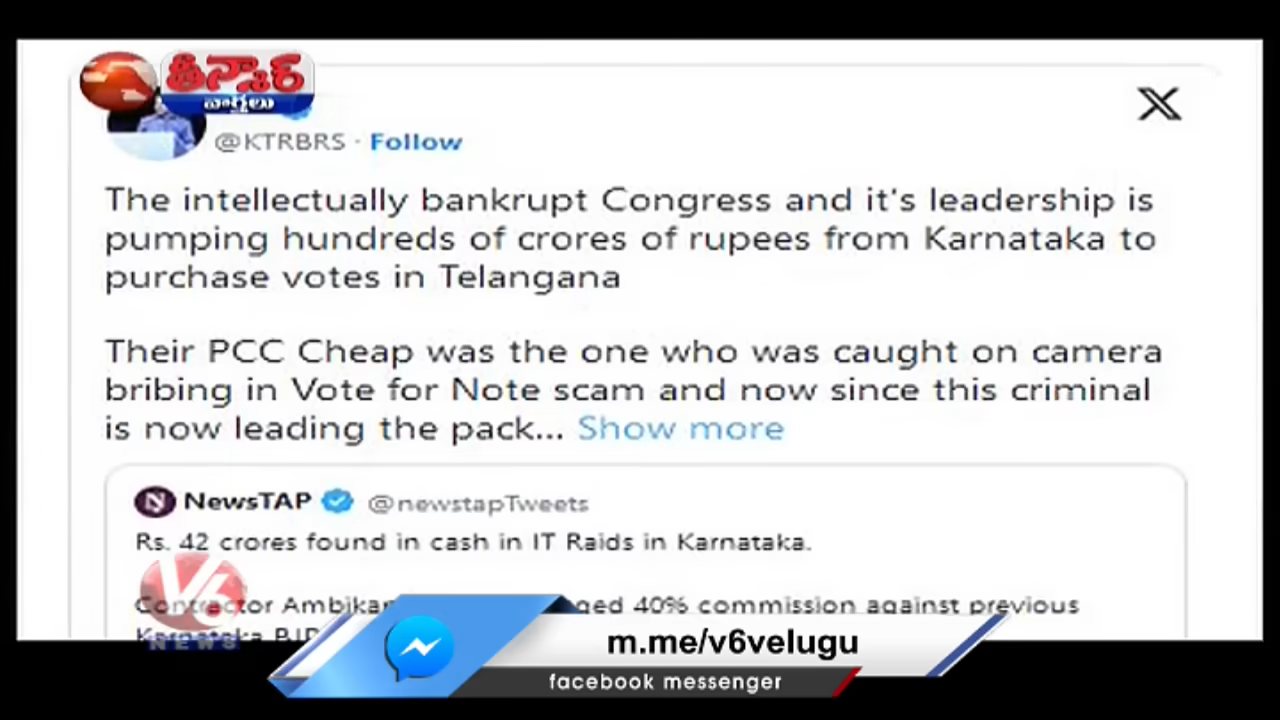 తీన్మార్
వార్తలు
@KTRBRS · Follow
The intellectually bankrupt Congress and it's leadership is
pumping hundreds of crores of rupees from Karnataka to
purchase votes in Telangana
Their PCC Cheap was the one who was caught on camera
bribing in Vote for Note scam and now since this criminal
is now leading the pack... Show more
NewsTAP @newstapTweets
Rs. 42 crores found in cash in IT Raids in Karnataka.
Contractor 40% commission against previous
Karnataka BJP
V6
NEWS
m.me/v6velugu
facebook messenger